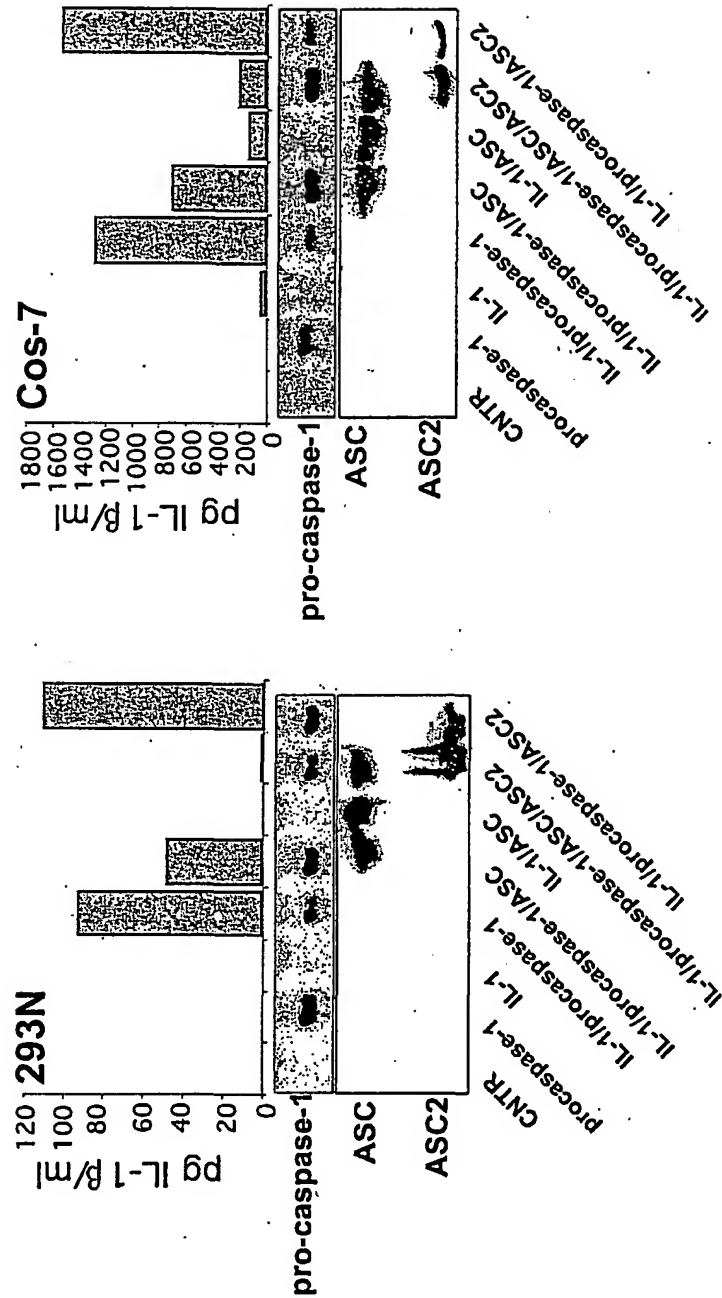 293N
120
100
80
60
40
20
0
pg IL-1β/ml
pro-caspase-1
ASC
ASC2
CNTR
procaspase-1
IL-1
IL-1/procaspase-1
IL-1/procaspase-1/ASC
IL-1/ASC
IL-1/procaspase-1/ASC/ASC2
IL-1/procaspase-1/ASC2
Cos-7
1800
1600
1400
1200
1000
800
600
400
200
0
pg IL-1β/ml
pro-caspase-1
ASC
ASC2
CNTR
procaspase-1
IL-1
IL-1/procaspase-1
IL-1/procaspase-1/ASC
IL-1/ASC
IL-1/procaspase-1/ASC/ASC2
IL-1/procaspase-1/ASC2